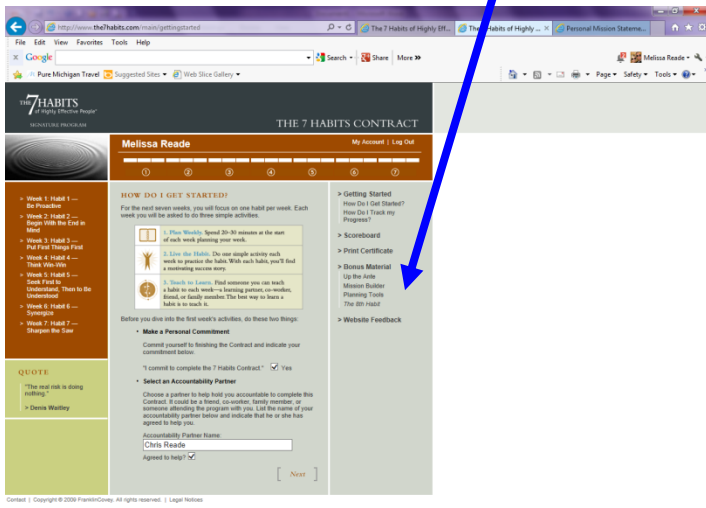 http://www.the7habits.com/main/gettingstarted
The 7 Habits of Highly Eff...
The 7 Habits of Highly ...
Personal Mission Stateme...
File Edit View Favorites Tools Help
Google
Search
Share
More »
Melissa Reade
Pure Michigan Travel
Suggested Sites
Web Slice Gallery
Page
Safety
Tools
THE 7 HABITS
of Highly Effective People
SIGNATURE PROGRAM
THE 7 HABITS CONTRACT
Melissa Reade
My Account | Log Out
1 2 3 4 5 6 7
> Week 1: Habit 1 —
Be Proactive
> Week 2: Habit 2 —
Begin With the End in
Mind
> Week 3: Habit 3 —
Put First Things First
> Week 4: Habit 4 —
Think Win-Win
> Week 5: Habit 5 —
Seek First to
Understand, Then to Be
Understood
> Week 6: Habit 6 —
Synergize
> Week 7: Habit 7 —
Sharpen the Saw
QUOTE
"The real risk is doing
nothing."
> Denis Waitley
HOW DO I GET STARTED?
For the next seven weeks, you will focus on one habit per week. Each
week you will be asked to do three simple activities.
1. Plan Weekly. Spend 20–30 minutes at the start
of each week planning your week.
2. Live the Habit. Do one simple activity each
week to practice the habit. With each habit, you'll find
a motivating success story.
3. Teach to Learn. Find someone you can teach
a habit to each week—a learning partner, co-worker,
friend, or family member. The best way to learn a
habit is to teach it.
Before you dive into the first week's activities, do these two things:
• Make a Personal Commitment
Commit yourself to finishing the Contract and indicate your
commitment below.
"I commit to complete the 7 Habits Contract." Yes
• Select an Accountability Partner
Choose a partner to help hold you accountable to complete this
Contract. It could be a friend, co-worker, family member, or
someone attending the program with you. List the name of your
accountability partner below and indicate that he or she has
agreed to help you.
Accountability Partner Name:
Chris Reade
Agreed to help?
[ Next ]
> Getting Started
How Do I Get Started?
How Do I Track my
Progress?
> Scoreboard
> Print Certificate
> Bonus Material
Up the Ante
Mission Builder
Planning Tools
The 8th Habit
> Website Feedback
Contact | Copyright © 2009 FranklinCovey. All rights reserved. | Legal Notices